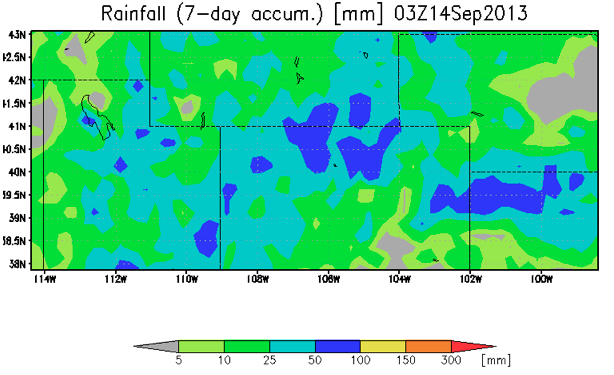 Rainfall (7-day accum.) [mm] 03Z14Sep2013
43N
42.5N
42N
41.5N
41N
40.5N
40N
39.5N
39N
38.5N
38N
114W 112W 110W 108W 106W 104W 102W 100W
5 10 25 50 100 150 300 [mm]